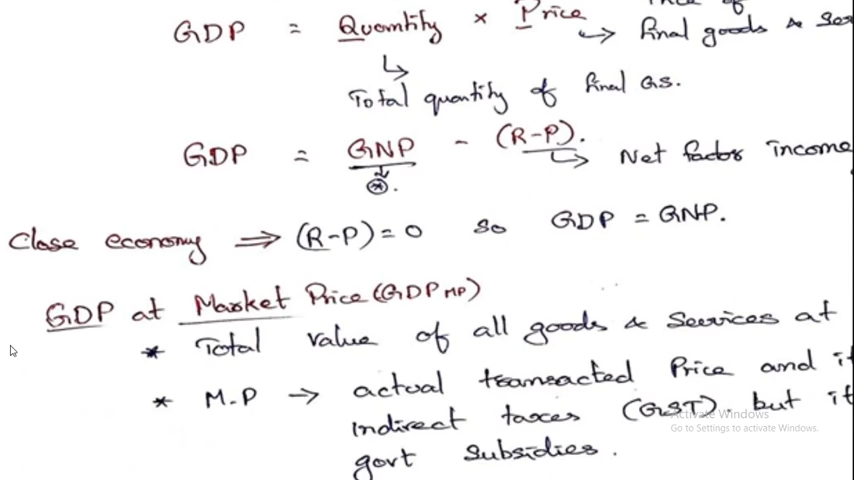 GDP = Quantity × Price
↳ final goods &
↳ Total quantity of final GS.
GDP = GNP - (R-P).
↳ Net factor income
Close economy ⇒ (R-P) = 0 so GDP = GNP.
GDP at Market Price (GDP MP)
* Total value of all goods & Services at
* M.P → actual transacted Price and
indirect taxes (GST). but it
govt subsidies.
Activate Windows
Go to Settings to activate Windows.